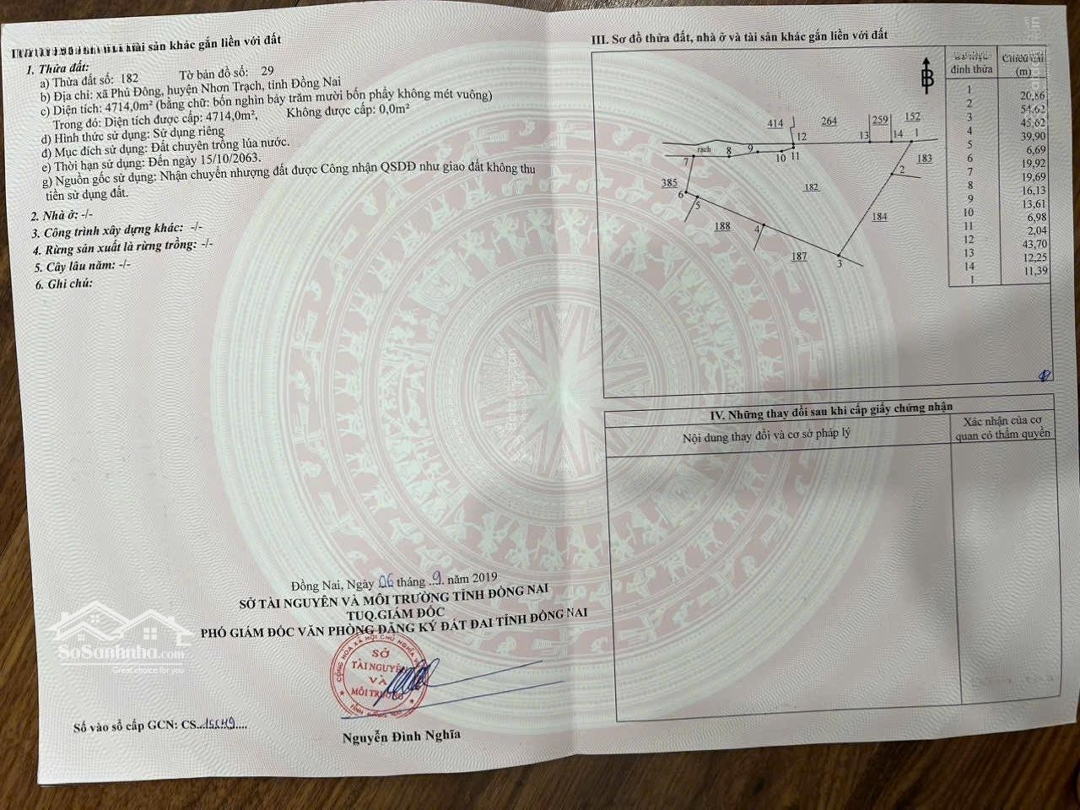 tài sản khác gắn liền với đất
1. Thửa đất:
a) Thửa đất số: 182 Tờ bản đồ số: 29
b) Địa chỉ: xã Phú Đông, huyện Nhơn Trạch, tỉnh Đồng Nai
c) Diện tích: 4714,0m² (bằng chữ: bốn nghìn bảy trăm mười bốn phẩy không mét vuông)
Trong đó: Diện tích được cấp: 4714,0m², Không được cấp: 0,0m²
d) Hình thức sử dụng: Sử dụng riêng
đ) Mục đích sử dụng: Đất chuyên trồng lúa nước.
e) Thời hạn sử dụng: Đến ngày 15/10/2063.
g) Nguồn gốc sử dụng: Nhận chuyển nhượng đất được Công nhận QSDĐ như giao đất không thu
tiền sử dụng đất.
2. Nhà ở: -/-
3. Công trình xây dựng khác: -/-
4. Rừng sản xuất là rừng trồng: -/-
5. Cây lâu năm: -/-
6. Ghi chú:
Đồng Nai, Ngày 06 tháng .9. năm 2019
SỞ TÀI NGUYÊN VÀ MÔI TRƯỜNG TỈNH ĐỒNG NAI
TUQ.GIÁM ĐỐC
PHÓ GIÁM ĐỐC VĂN PHÒNG ĐĂNG KÝ ĐẤT ĐAI TỈNH ĐỒNG NAI
SỞ
TÀI NGUYÊN
VÀ
MÔI TRƯỜNG
Nguyễn Đình Nghĩa
Số vào sổ cấp GCN: CS
SoSanhnha.com
Great choice for you
III. Sơ đồ thửa đất, nhà ở và tài sản khác gắn liền với đất
414 264 259 152
12 13 14 1
rạch 8 9 10 11
7 183
2
385 182
6 5
188 4 184
187 3
đỉnh thửa (m)
1
20,86
2
54,62
3
45,62
4
39,90
5
6,69
6
19,92
7
19,69
8
16,13
9
13,61
10
6,98
11
2,04
12
43,70
13
12,25
14
11,39
1
IV. Những thay đổi sau khi cấp giấy chứng nhận
Nội dung thay đổi và cơ sở pháp lý
Xác nhận của cơ
quan có thẩm quyền